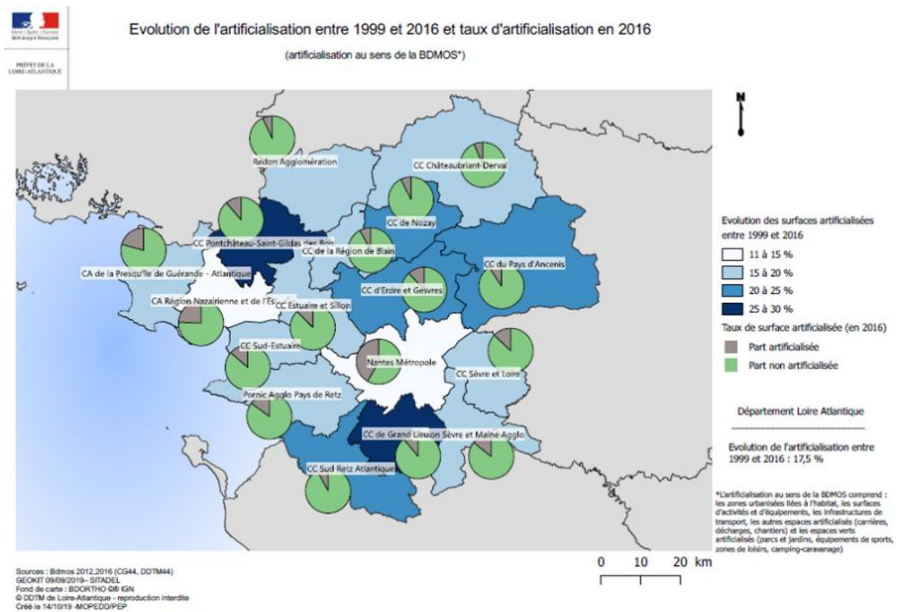 RÉPUBLIQUE FRANÇAISE
PRÉFET DE LA
LOIRE-ATLANTIQUE
Evolution de l'artificialisation entre 1999 et 2016 et taux d'artificialisation en 2016
(artificialisation au sens de la BDMOS*)
N
Redon Agglomération
CC Châteaubriant-Derval
CC de Nozay
CC Pontchâteau-Saint-Gildas des Bois
CC de la Région de Blain
CA de la Presqu'île de Guérande - Atlantique
CC du Pays d'Ancenis
CC d'Erdre et Gesvres
CA Région Nazairienne et de l'Es
CC Estuaire et Sillon
CC Sud-Estuaire
Nantes Métropole
CC Sèvre et Loire
Pornic Agglo Pays de Retz
CC de Grand Lieu
on Sèvre et Maine Agglo
CC Sud Retz Atlantique
Evolution des surfaces artificialisées
entre 1999 et 2016
11 à 15 %
15 à 20 %
20 à 25 %
25 à 30 %
Taux de surface artificialisée (en 2016)
Part artificialisée
Part non artificialisée
Département Loire Atlantique
Evolution de l'artificialisation entre
1999 et 2016 : 17,5 %
*L'artificialisation au sens de la BDMOS comprend :
les zones urbanisées liées à l'habitat, les surfaces
d'activités et d'équipements, les infrastructures de
transport, les autres espaces artificialisés (carrières,
décharges, chantiers) et les espaces verts
artificialisés (parcs et jardins, équipements de sports,
zones de loisirs, camping-caravanage)
0 10 20 km
Sources : Bdmos 2012,2016 (CG44, DDTM44)
GEOKIT 09/09/2019– SITADEL
Fond de carte : BDORTHO ©® IGN
© DDTM de Loire-Atlantique - reproduction interdite
Créé le 14/10/19 -MOPEDD/PEP